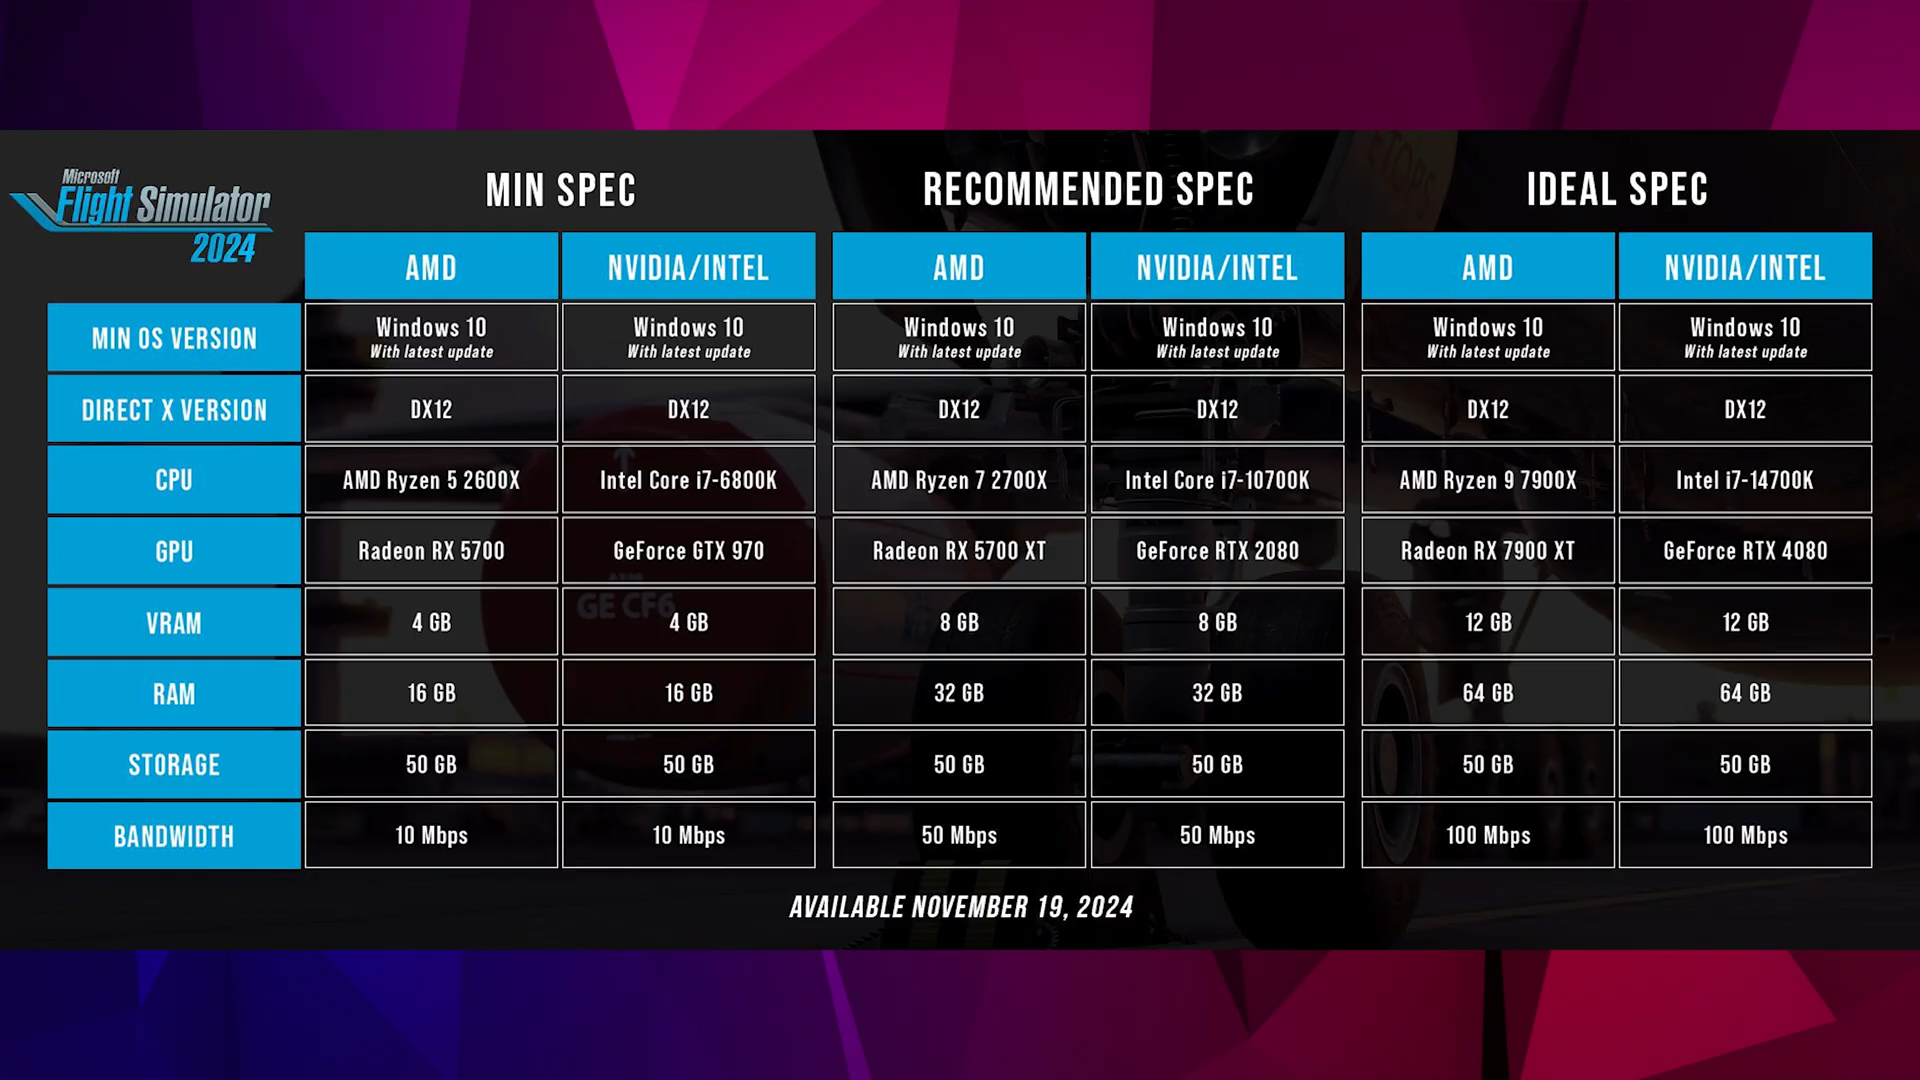 Microsoft
Flight Simulator
2024
MIN SPEC
RECOMMENDED SPEC
IDEAL SPEC
AMD
NVIDIA/INTEL
AMD
NVIDIA/INTEL
AMD
NVIDIA/INTEL
MIN OS VERSION
Windows 10
With latest update
Windows 10
With latest update
Windows 10
With latest update
Windows 10
With latest update
Windows 10
With latest update
Windows 10
With latest update
DIRECT X VERSION
DX12
DX12
DX12
DX12
DX12
DX12
CPU
AMD Ryzen 5 2600X
Intel Core i7-6800K
AMD Ryzen 7 2700X
Intel Core i7-10700K
AMD Ryzen 9 7900X
Intel i7-14700K
GPU
Radeon RX 5700
GeForce GTX 970
Radeon RX 5700 XT
GeForce RTX 2080
Radeon RX 7900 XT
GeForce RTX 4080
GE CF6
VRAM
4 GB
4 GB
8 GB
8 GB
12 GB
12 GB
RAM
16 GB
16 GB
32 GB
32 GB
64 GB
64 GB
STORAGE
50 GB
50 GB
50 GB
50 GB
50 GB
50 GB
BANDWIDTH
10 Mbps
10 Mbps
50 Mbps
50 Mbps
100 Mbps
100 Mbps
AVAILABLE NOVEMBER 19, 2024